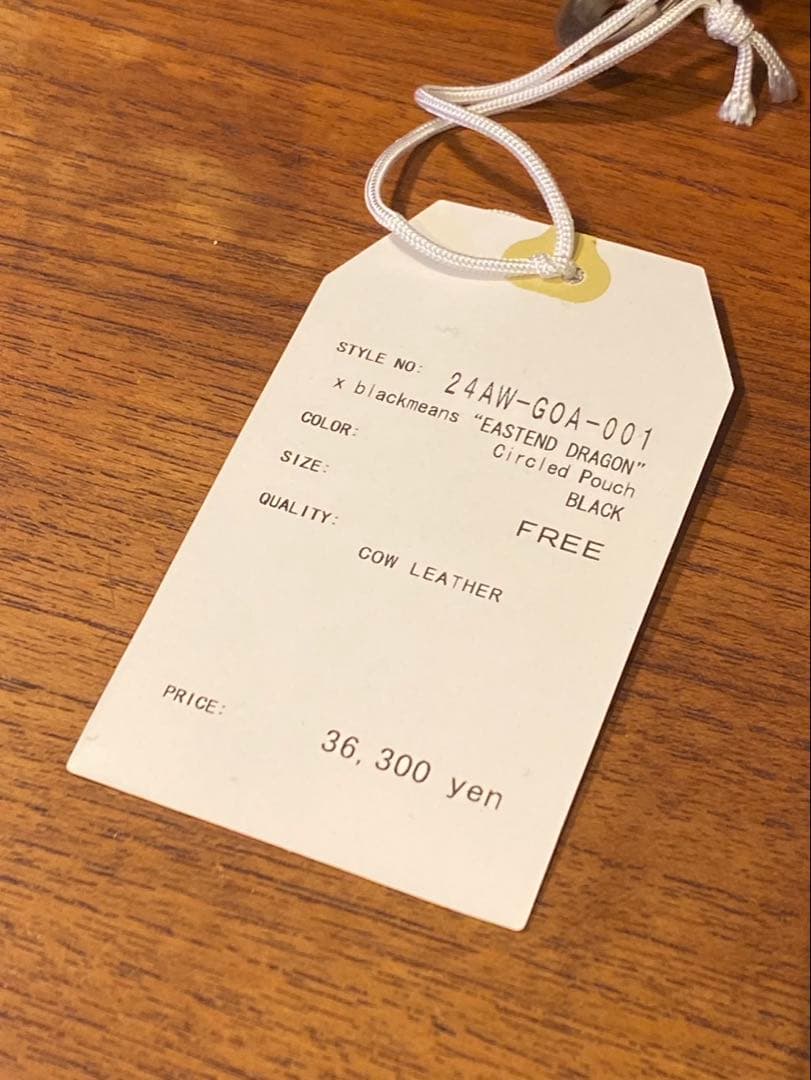 STYLE NO: 24AW-GOA-001
x blackmeans “EASTEND DRAGON”
Circled Pouch
COLOR: BLACK
SIZE: FREE
QUALITY:
COW LEATHER
PRICE:
36,300 yen